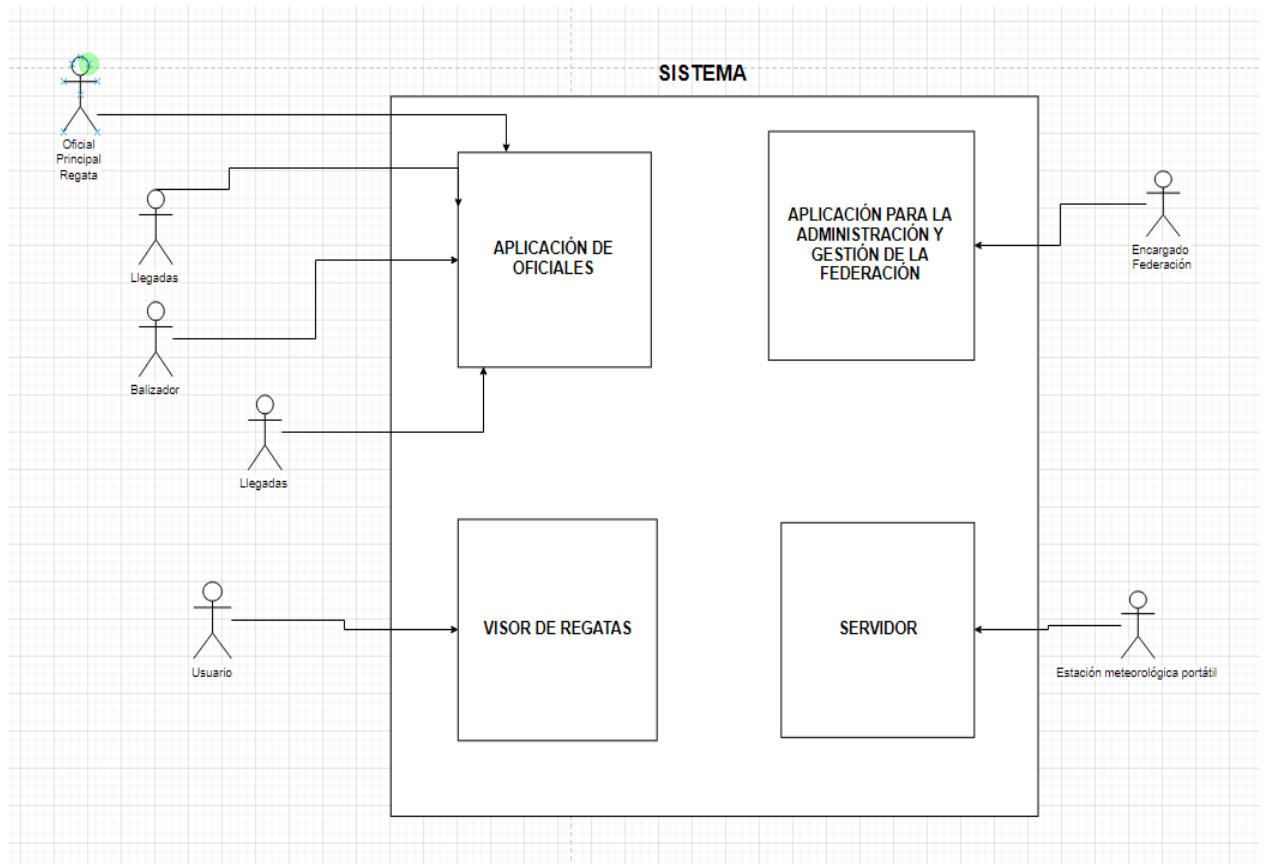 SISTEMA
Oficial
Principal
Regata
Llegadas
Balizador
Llegadas
Usuario
APLICACIÓN DE
OFICIALES
APLICACIÓN PARA LA
ADMINISTRACIÓN Y
GESTIÓN DE LA
FEDERACIÓN
VISOR DE REGATAS
SERVIDOR
Encargado
Federación
Estación meteorológica portátil